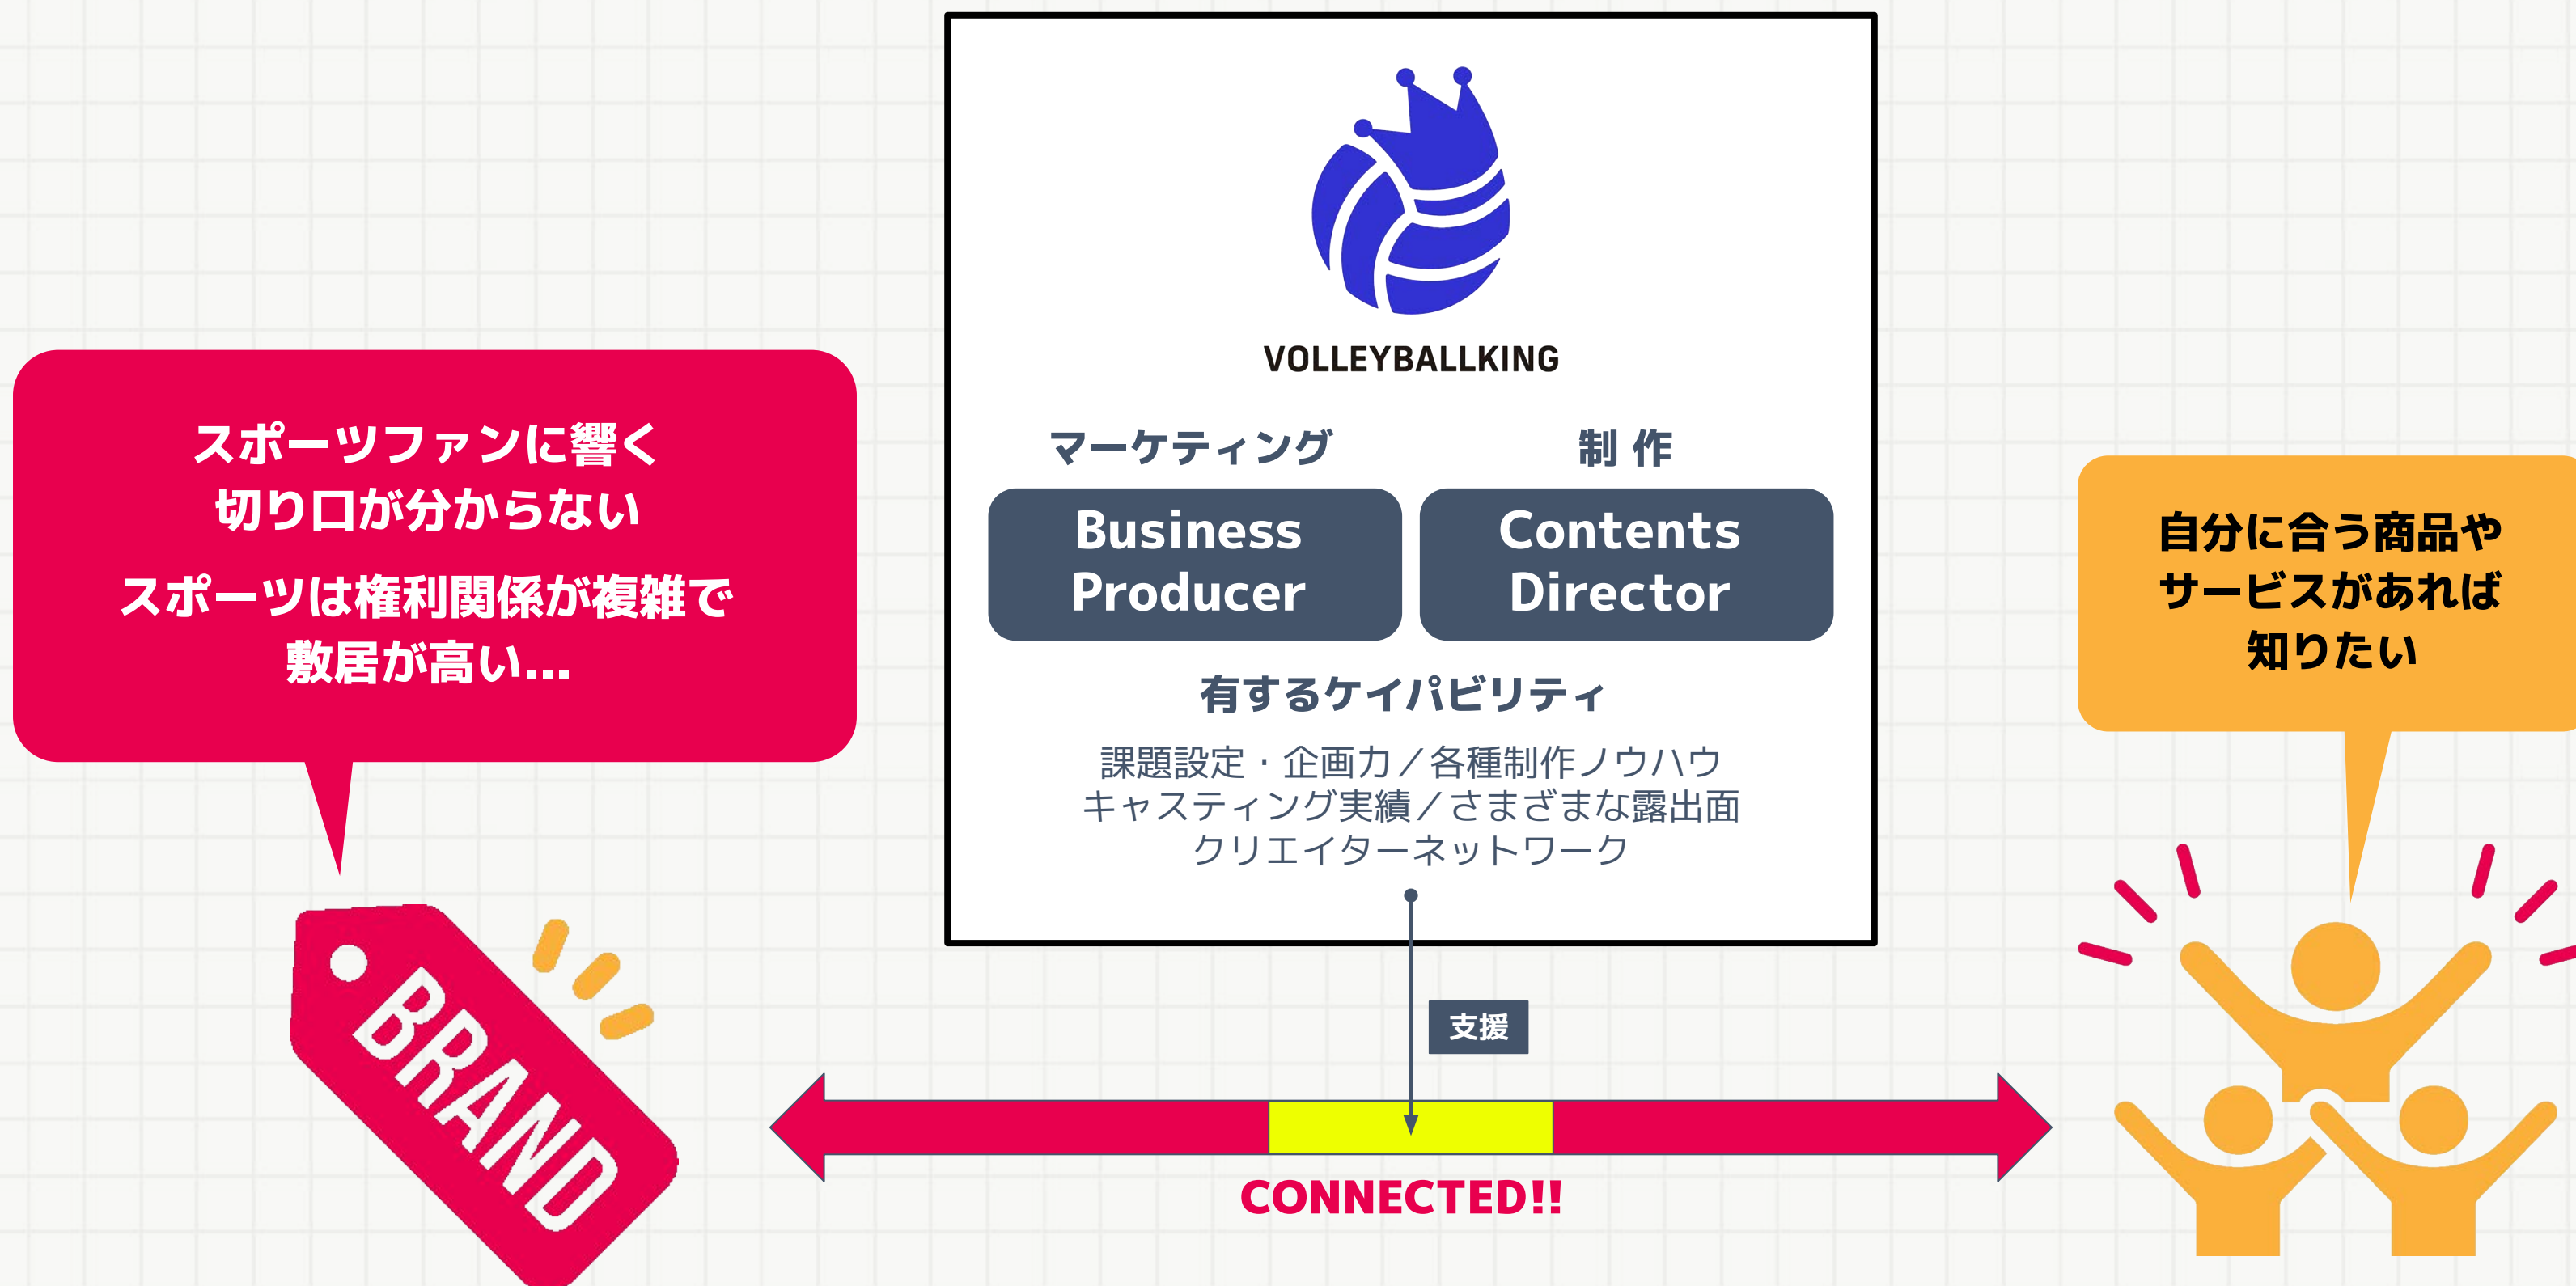 VOLLEYBALLKING
マーケティング
制 作
Business
Producer
Contents
Director
有するケイパビリティ
課題設定・企画力／各種制作ノウハウ
キャスティング実績／さまざまな露出面
クリエイターネットワーク
スポーツファンに響く
切り口が分からない
スポーツは権利関係が複雑で
敷居が高い...
自分に合う商品や
サービスがあれば
知りたい
BRAND
支援
CONNECTED!!